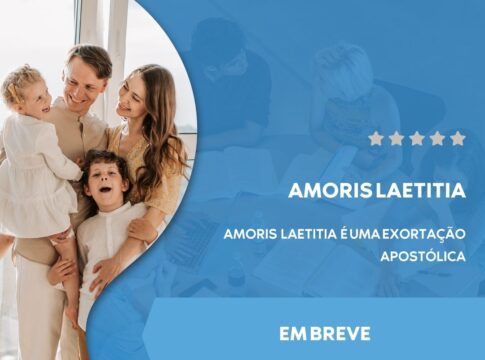 AMORIS LAETITIA
AMORIS LAETITIA É UMA EXORTAÇÃO
APOSTÓLICA
EM BREVE